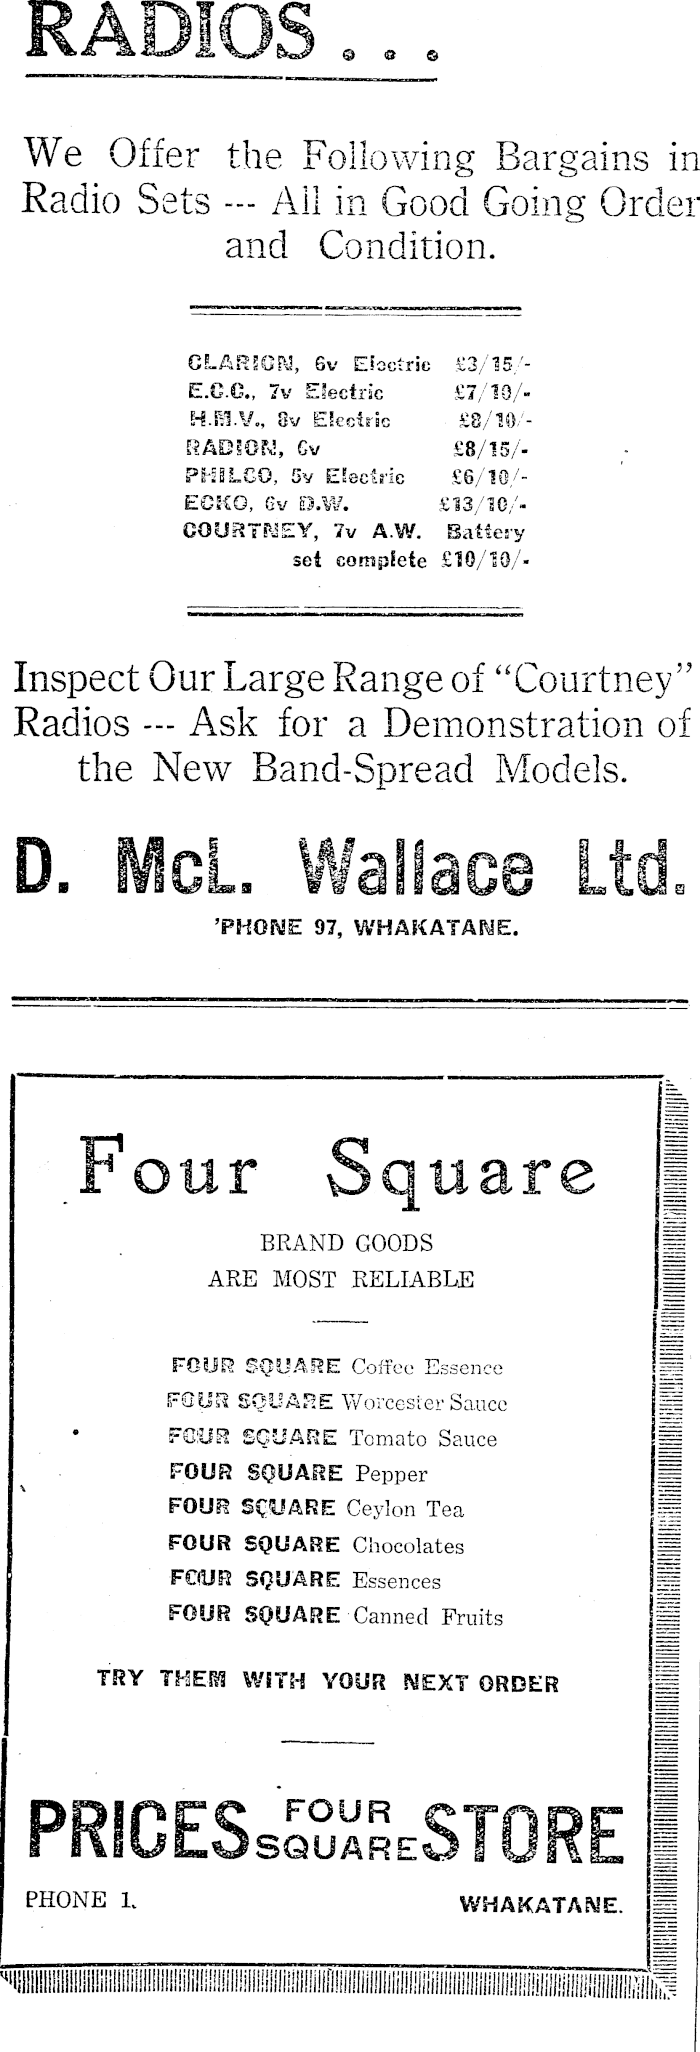 RADIOS . . .
We Offer the Following Bargains in
Radio Sets --- All in Good Going Order
and Condition.
CLARION, 6v Electric £3/15/-
E.C.C., 7v Electric £7/10/-
H.M.V., 8v Electric £8/10/-
RADION, 6v £8/15/-
PHILCO, 5v Electric £6/10/-
ECKO, 6v D.W. £13/10/-
COURTNEY, 7v A.W. Battery
set complete £10/10/-
Inspect Our Large Range of "Courtney"
Radios --- Ask for a Demonstration of
the New Band-Spread Models.
D. McL. Wallace Ltd.
'PHONE 97, WHAKATANE.
Four Square
BRAND GOODS
ARE MOST RELIABLE
FOUR SQUARE Coffee Essence
FOUR SQUARE Worcester Sauce
FOUR SQUARE Tomato Sauce
FOUR SQUARE Pepper
FOUR SQUARE Ceylon Tea
FOUR SQUARE Chocolates
FOUR SQUARE Essences
FOUR SQUARE Canned Fruits
TRY THEM WITH YOUR NEXT ORDER
PRICES FOUR SQUARE STORE
PHONE 1. WHAKATANE.